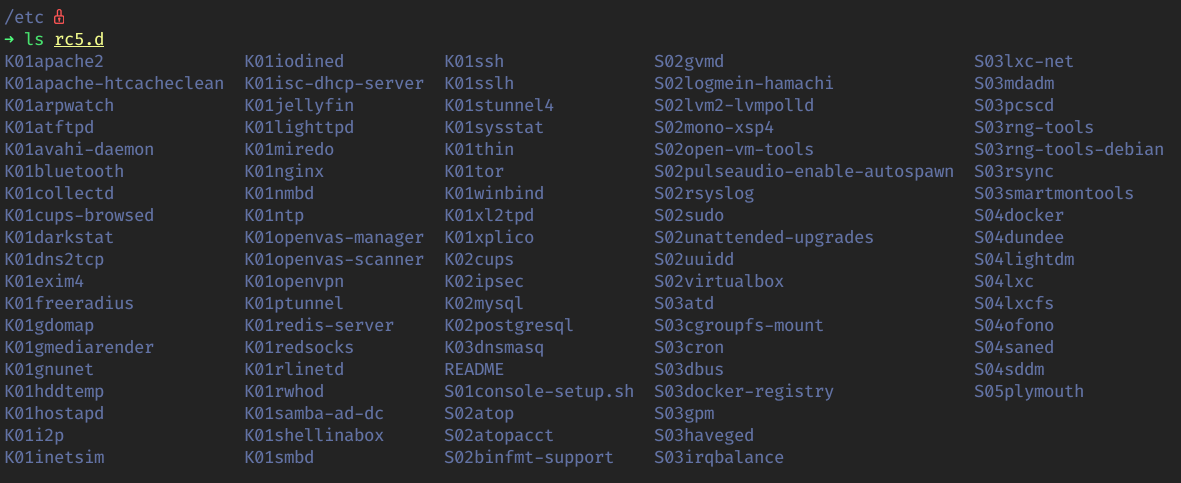 /etc
→ ls rc5.d
K01apache2 K01iodined K01ssh S02gvmd S03lxc-net
K01apache-htcacheclean K01isc-dhcp-server K01sslh S02logmein-hamachi S03mdadm
K01arpwatch K01jellyfin K01stunnel4 S02lvm2-lvmpolld S03pcscd
K01atftpd K01lighttpd K01sysstat S02mono-xsp4 S03rng-tools
K01avahi-daemon K01miredo K01thin S02open-vm-tools S03rng-tools-debian
K01bluetooth K01nginx K01tor S02pulseaudio-enable-autospawn S03rsync
K01collectd K01nmbd K01winbind S02rsyslog S03smartmontools
K01cups-browsed K01ntp K01xl2tpd S02sudo S04docker
K01darkstat K01openvas-manager K01xplico S02unattended-upgrades S04dundee
K01dns2tcp K01openvas-scanner K02cups S02uuidd S04lightdm
K01exim4 K01openvpn K02ipsec S02virtualbox S04lxc
K01freeradius K01ptunnel K02mysql S03atd S04lxcfs
K01gdomap K01redis-server K02postgresql S03cgroupfs-mount S04ofono
K01gmediarender K01redsocks K03dnsmasq S03cron S04saned
K01gnunet K01rlinetd README S03dbus S04sddm
K01hddtemp K01rwhod S01console-setup.sh S03docker-registry S05plymouth
K01hostapd K01samba-ad-dc S02atop S03gpm
K01i2p K01shellinabox S02atopacct S03haveged
K01inetsim K01smbd S02binfmt-support S03irqbalance